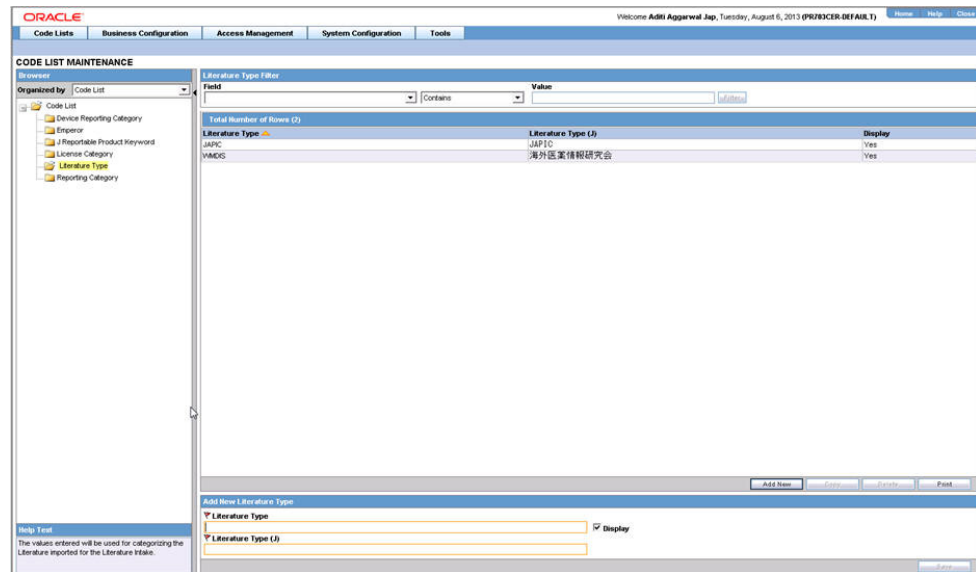 ORACLE
Welcome Aditi Aggarwal Jap, Tuesday, August 6, 2013 (PR703CER-DEFAULT)
Home Help Close
Code Lists Business Configuration Access Management System Configuration Tools
CODE LIST MAINTENANCE
Browser
Organized by Code List
Code List
Device Reporting Category
Emperor
J Reportable Product Keyword
License Category
Literature Type
Reporting Category
Literature Type Filter
Field Value
Contains Filter
Total Number of Rows (2)
Literature Type Literature Type (J) Display
JAPIC JAPIC Yes
WMDIS 海外医薬情報研究会 Yes
Add New Copy Delete Print
Add New Literature Type
Literature Type
Display
Literature Type (J)
Save
Help Text
The values entered will be used for categorizing the
Literature imported for the Literature Intake.